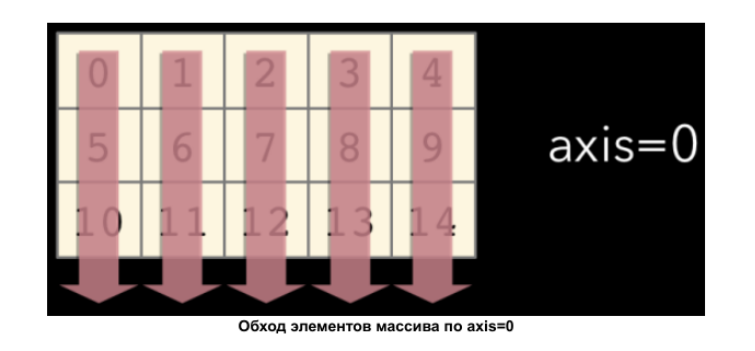 0 1 2 3 4
5 6 7 8 9
axis=0
10 11 12 13 14
Обход элементов массива по axis=0